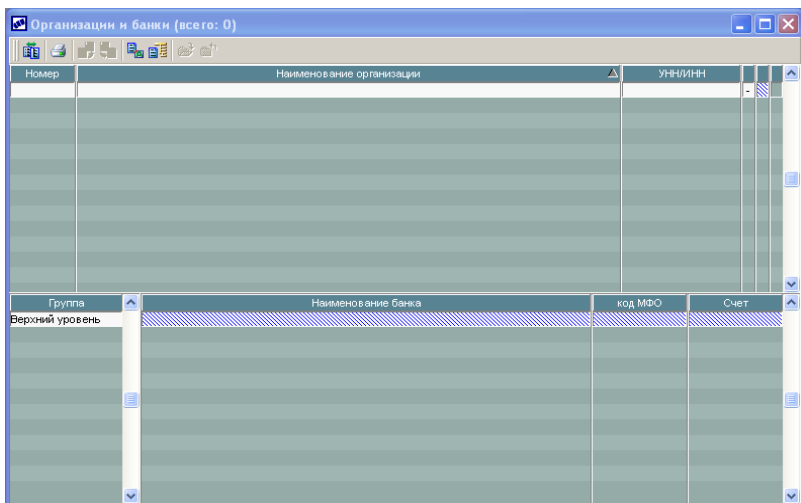 Организации и банки (всего: 0)
Номер Наименование организации УНН/ИНН
-
Группа Наименование банка код МФО Счет
Верхний уровень